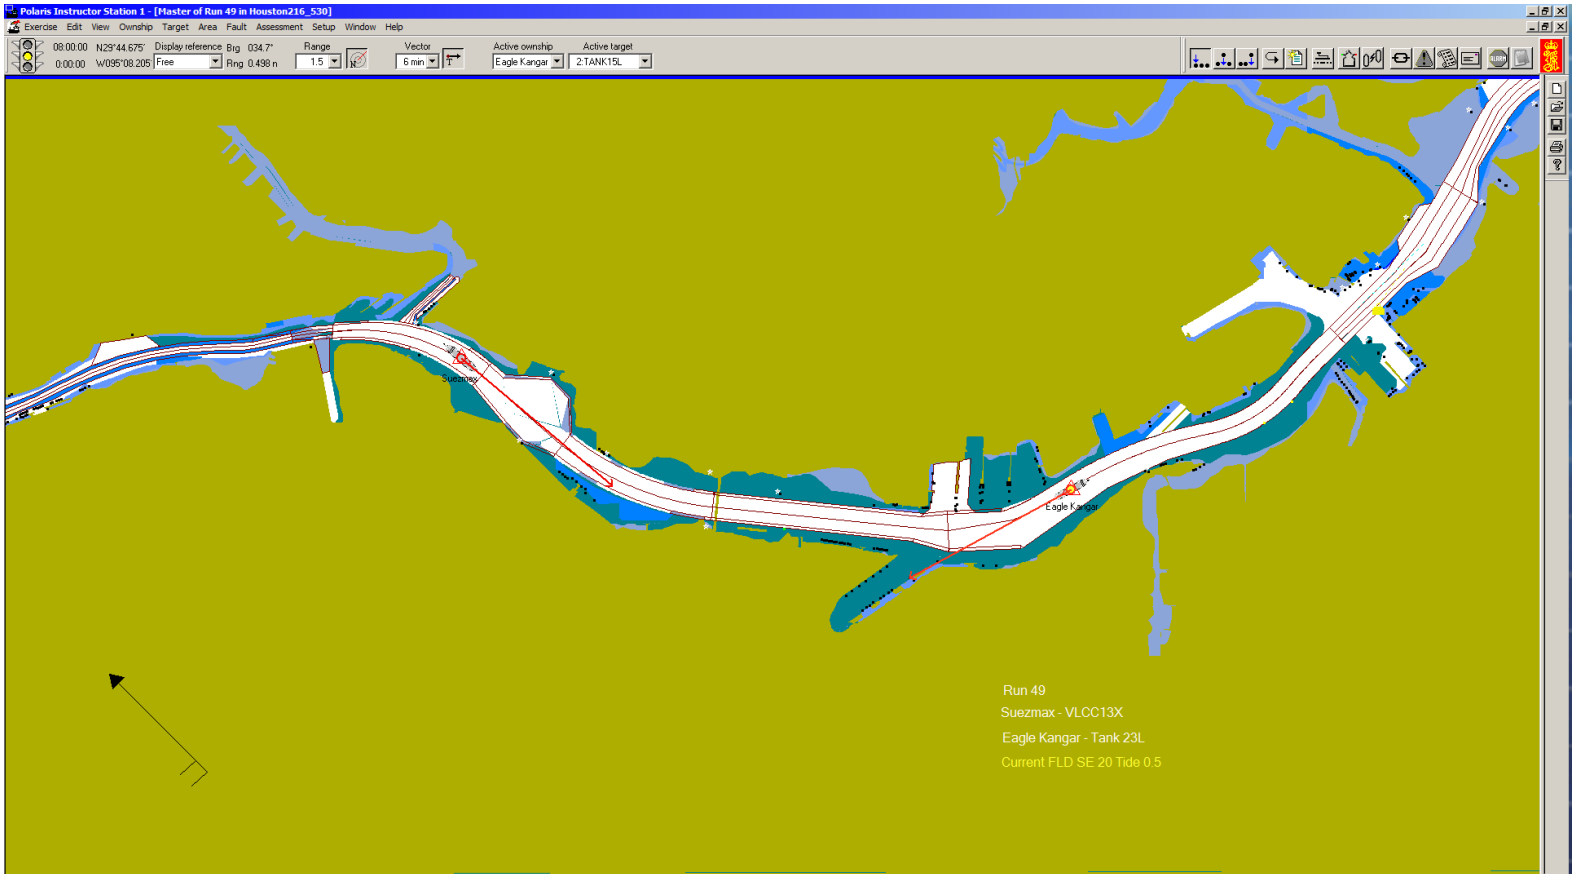 Polaris Instructor Station 1 - [Master of Run 49 in Houston216_530]
Exercise Edit View Ownship Target Area Fault Assessment Setup Window Help
08:00:00 N29°44.675' Display reference Brg 034.7° Range Vector Active ownship Active target
0:00:00 W095°08.205' Free Rng 0.498 n 1.5 N 6 min T Eagle Kangar 2:TANK15L
ALARM
Suezmax
Eagle Kangar
Run 49
Suezmax - VLCC13X
Eagle Kangar - Tank 23L
Current FLD SE 20 Tide 0.5